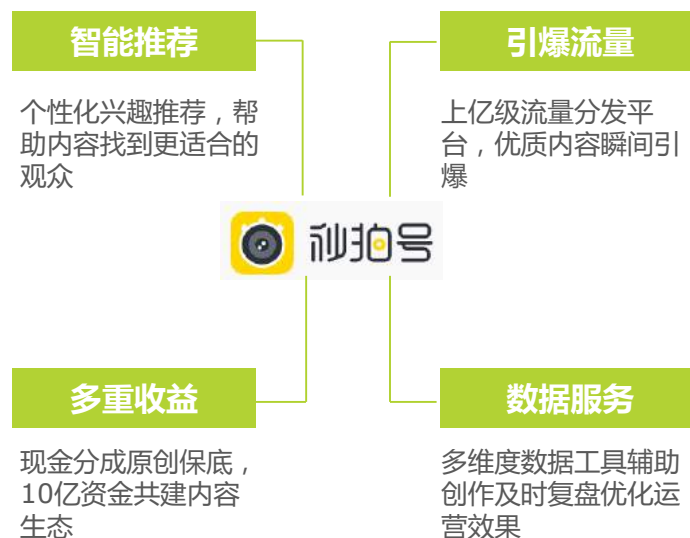 智能推荐
个性化兴趣推荐，帮
助内容找到更适合的
观众
引爆流量
上亿级流量分发平
台，优质内容瞬间引
爆
秒拍号
多重收益
现金分成原创保底，
10亿资金共建内容
生态
数据服务
多维度数据工具辅助
创作及时复盘优化运
营效果